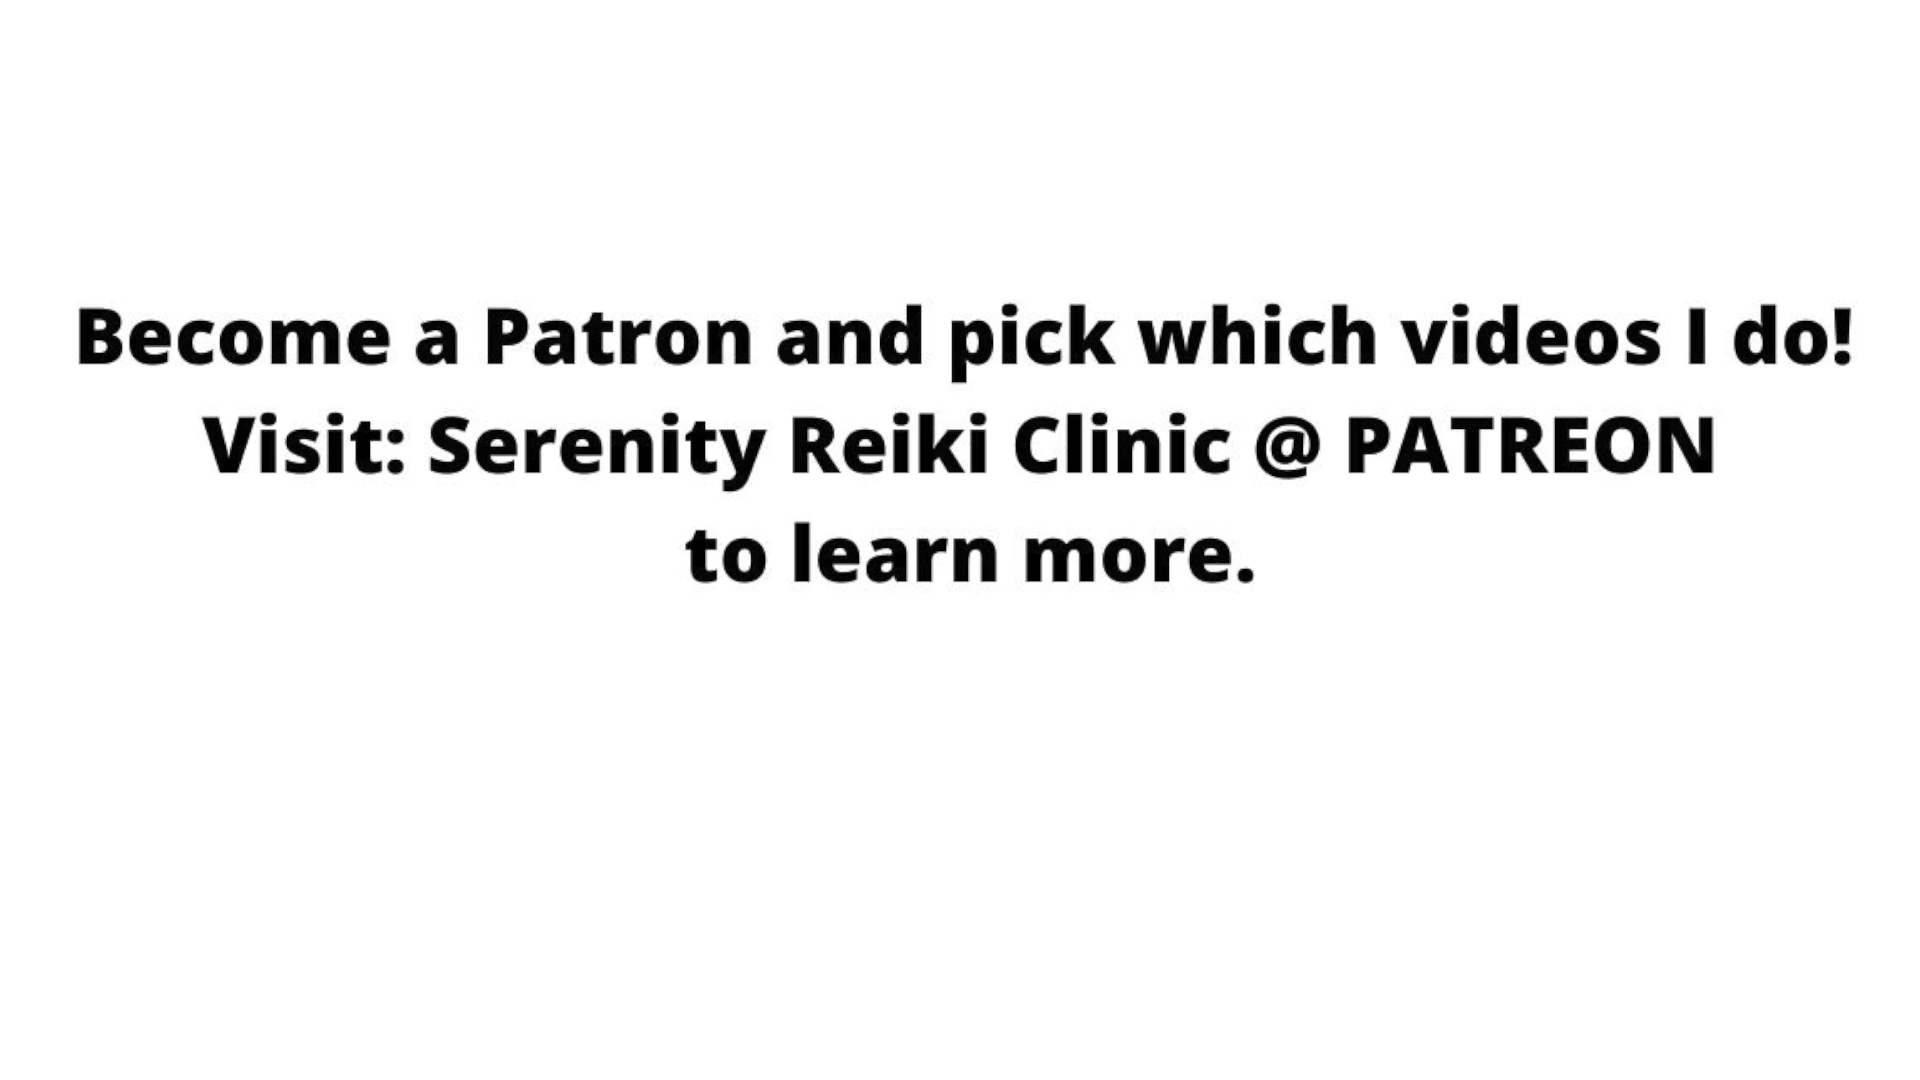 Become a Patron and pick which videos I do!
Visit: Serenity Reiki Clinic @ PATREON
to learn more.